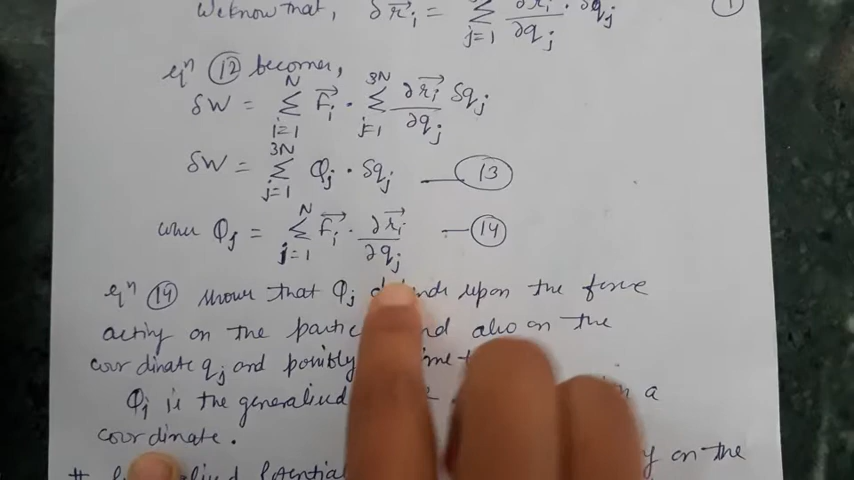 We know that, δr⃗i = Σ j=1 ∂r⃗i/∂qj · δqj ①
eqⁿ ⑫ becomes,
δW = Σ i=1 N F⃗i · Σ j=1 3N ∂r⃗i/∂qj δqj
δW = Σ j=1 3N Qj · δqj — ⑬
where Qj = Σ j=1 N F⃗i · ∂r⃗i/∂qj — ⑭
eqⁿ ⑭ shows that Qj depends upon the force
acting on the and also on the
coordinate qj and possibly
Qj is the generalised a
coordinate.
# Potential on the